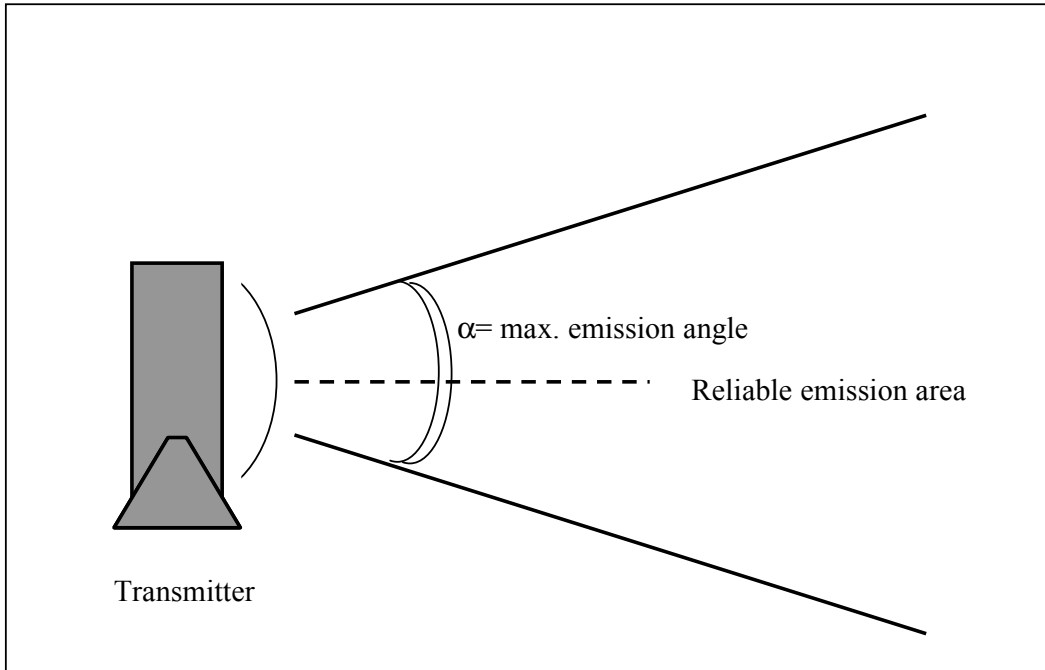 α= max. emission angle
Reliable emission area
Transmitter